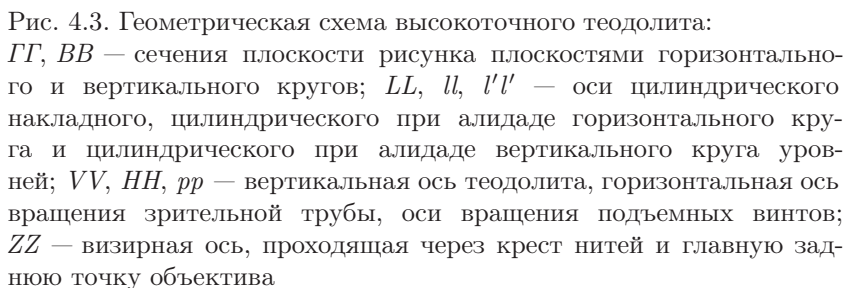 Рис. 4.3. Геометрическая схема высокоточного теодолита:
ГГ, ВВ — сечения плоскости рисунка плоскостями горизонтально-
го и вертикального кругов; LL, ll, l′l′ — оси цилиндрического
накладного, цилиндрического при алидаде горизонтального кру-
га и цилиндрического при алидаде вертикального круга уров-
ней; VV, HH, pp — вертикальная ось теодолита, горизонтальная ось
вращения зрительной трубы, оси вращения подъемных винтов;
ZZ — визирная ось, проходящая через крест нитей и главную зад-
нюю точку объектива